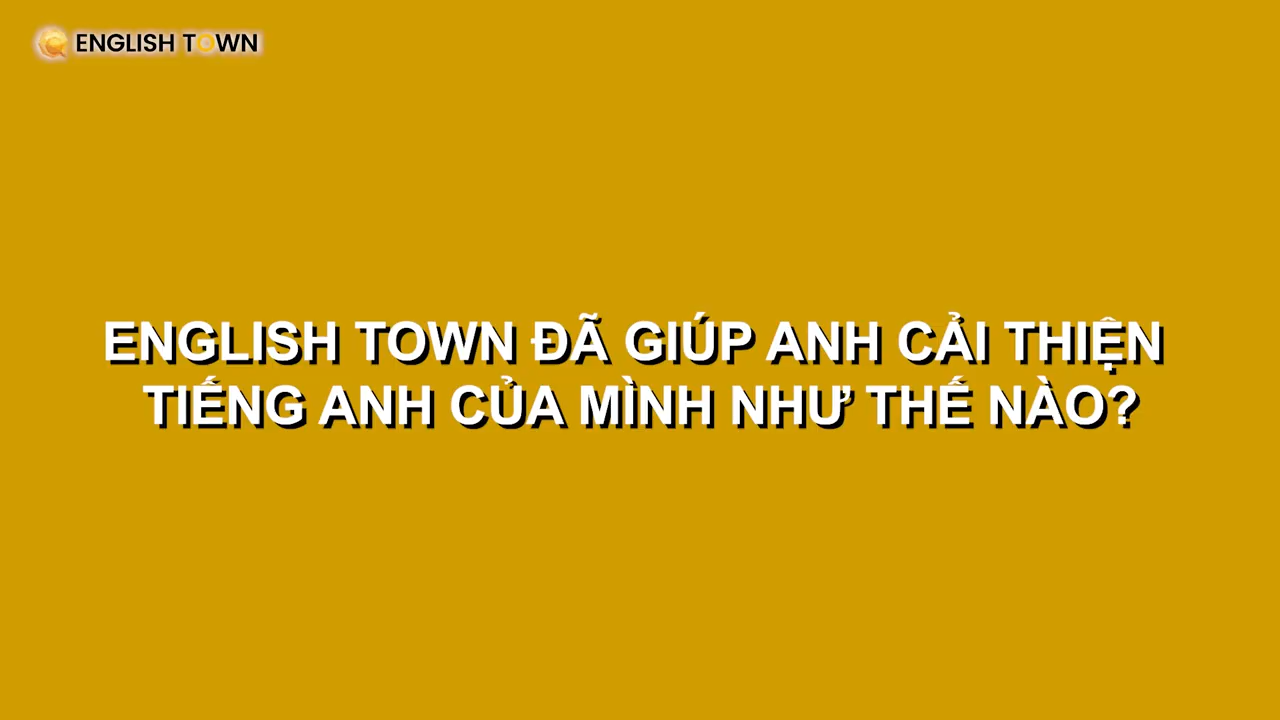 ENGLISH TOWN
ENGLISH TOWN ĐÃ GIÚP ANH CẢI THIỆN
TIẾNG ANH CỦA MÌNH NHƯ THẾ NÀO?